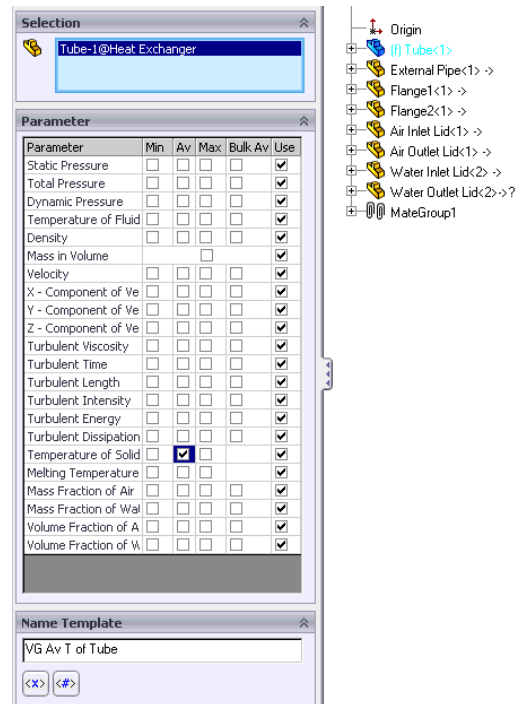 Selection
Tube-1@Heat Exchanger
Parameter
Parameter Min Av Max Bulk Av Use
Static Pressure
Total Pressure
Dynamic Pressure
Temperature of Fluid
Density
Mass in Volume
Velocity
X - Component of Ve
Y - Component of Ve
Z - Component of Ve
Turbulent Viscosity
Turbulent Time
Turbulent Length
Turbulent Intensity
Turbulent Energy
Turbulent Dissipation
Temperature of Solid
Melting Temperature
Mass Fraction of Air
Mass Fraction of Wat
Volume Fraction of A
Volume Fraction of W
Name Template
VG Av T of Tube
<x> <#>
Origin
(f) Tube<1>
External Pipe<1> ->
Flange1<1> ->
Flange2<1> ->
Air Inlet Lid<1> ->
Air Outlet Lid<1> ->
Water Inlet Lid<2> ->
Water Outlet Lid<2>->?
MateGroup1